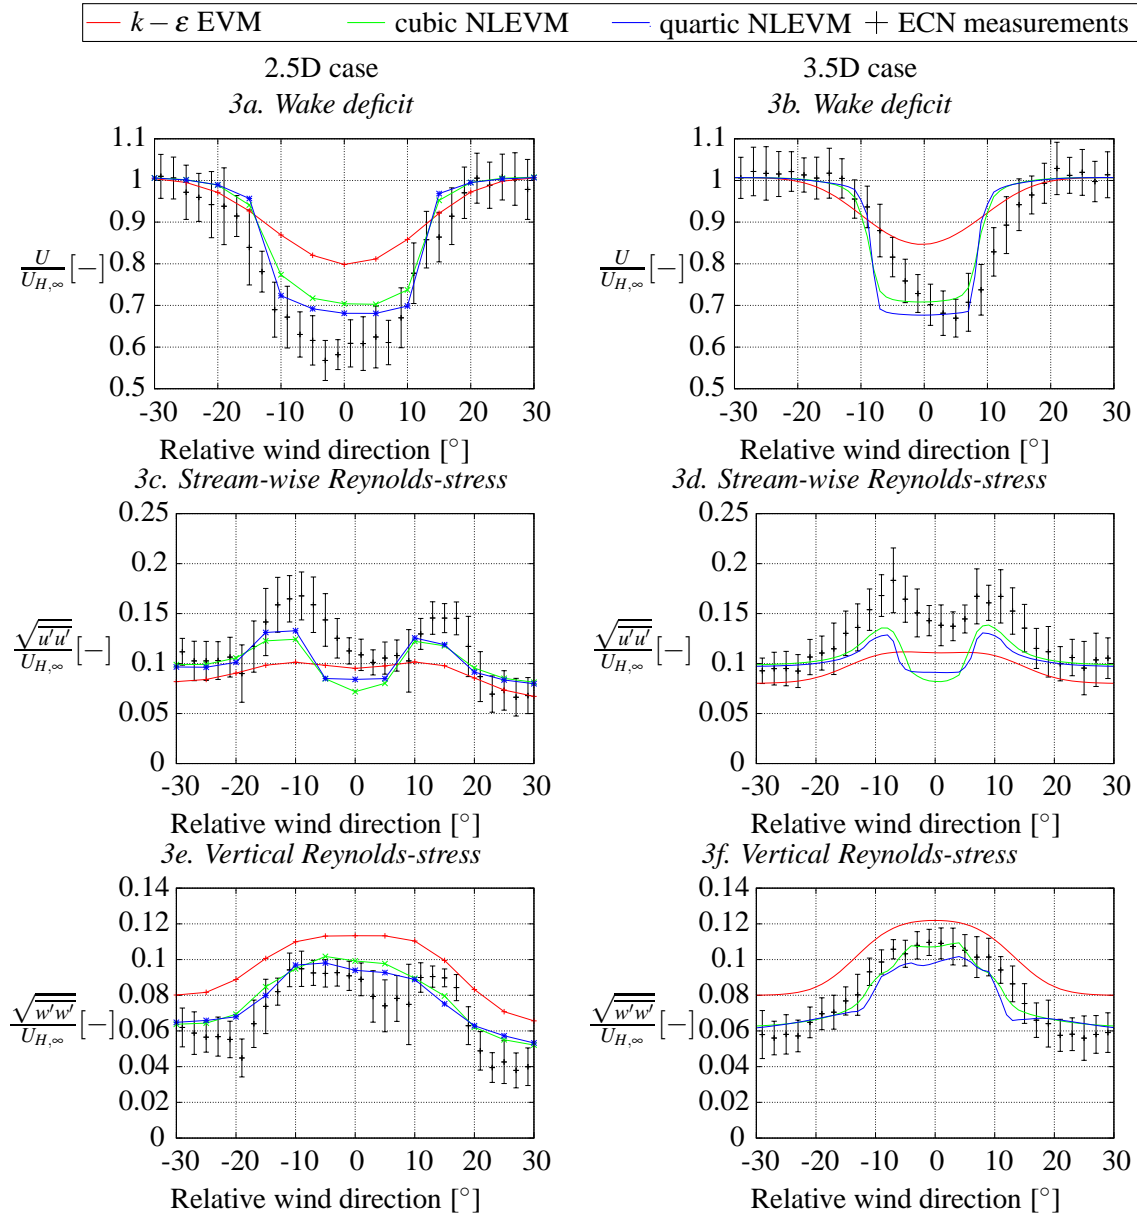 k − ε EVM cubic NLEVM quartic NLEVM ECN measurements
2.5D case 3.5D case
3a. Wake deficit 3b. Wake deficit
1.1
1
0.9
0.8
0.7
0.6
0.5
U/U_{H,∞} [−]
-30 -20 -10 0 10 20 30
Relative wind direction [°]
1.1
1
0.9
0.8
0.7
0.6
0.5
U/U_{H,∞} [−]
-30 -20 -10 0 10 20 30
Relative wind direction [°]
3c. Stream-wise Reynolds-stress 3d. Stream-wise Reynolds-stress
0.25
0.2
0.15
0.1
0.05
0
√u′u′/U_{H,∞} [−]
-30 -20 -10 0 10 20 30
Relative wind direction [°]
0.25
0.2
0.15
0.1
0.05
0
√u′u′/U_{H,∞} [−]
-30 -20 -10 0 10 20 30
Relative wind direction [°]
3e. Vertical Reynolds-stress 3f. Vertical Reynolds-stress
0.14
0.12
0.1
0.08
0.06
0.04
0.02
0
√w′w′/U_{H,∞} [−]
-30 -20 -10 0 10 20 30
Relative wind direction [°]
0.14
0.12
0.1
0.08
0.06
0.04
0.02
0
√w′w′/U_{H,∞} [−]
-30 -20 -10 0 10 20 30
Relative wind direction [°]